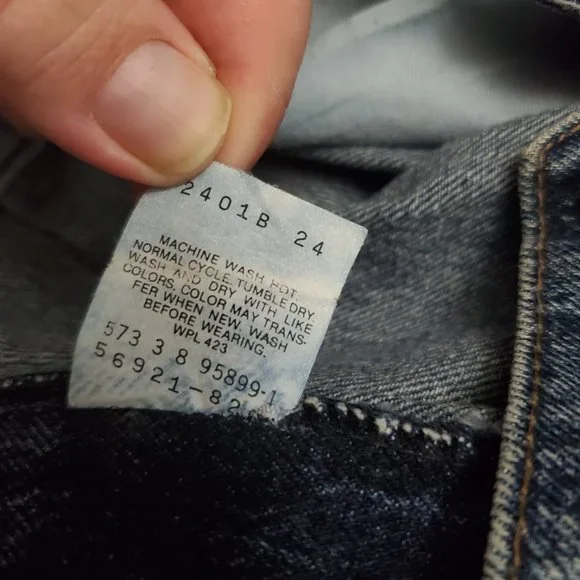 2401B 24
MACHINE WASH HOT.
NORMAL CYCLE. TUMBLE DRY.
WASH AND DRY WITH LIKE
COLORS. COLOR MAY TRANS-
FER WHEN NEW. WASH
BEFORE WEARING.
WPL 423
573 3 8 95899-1
56921-82